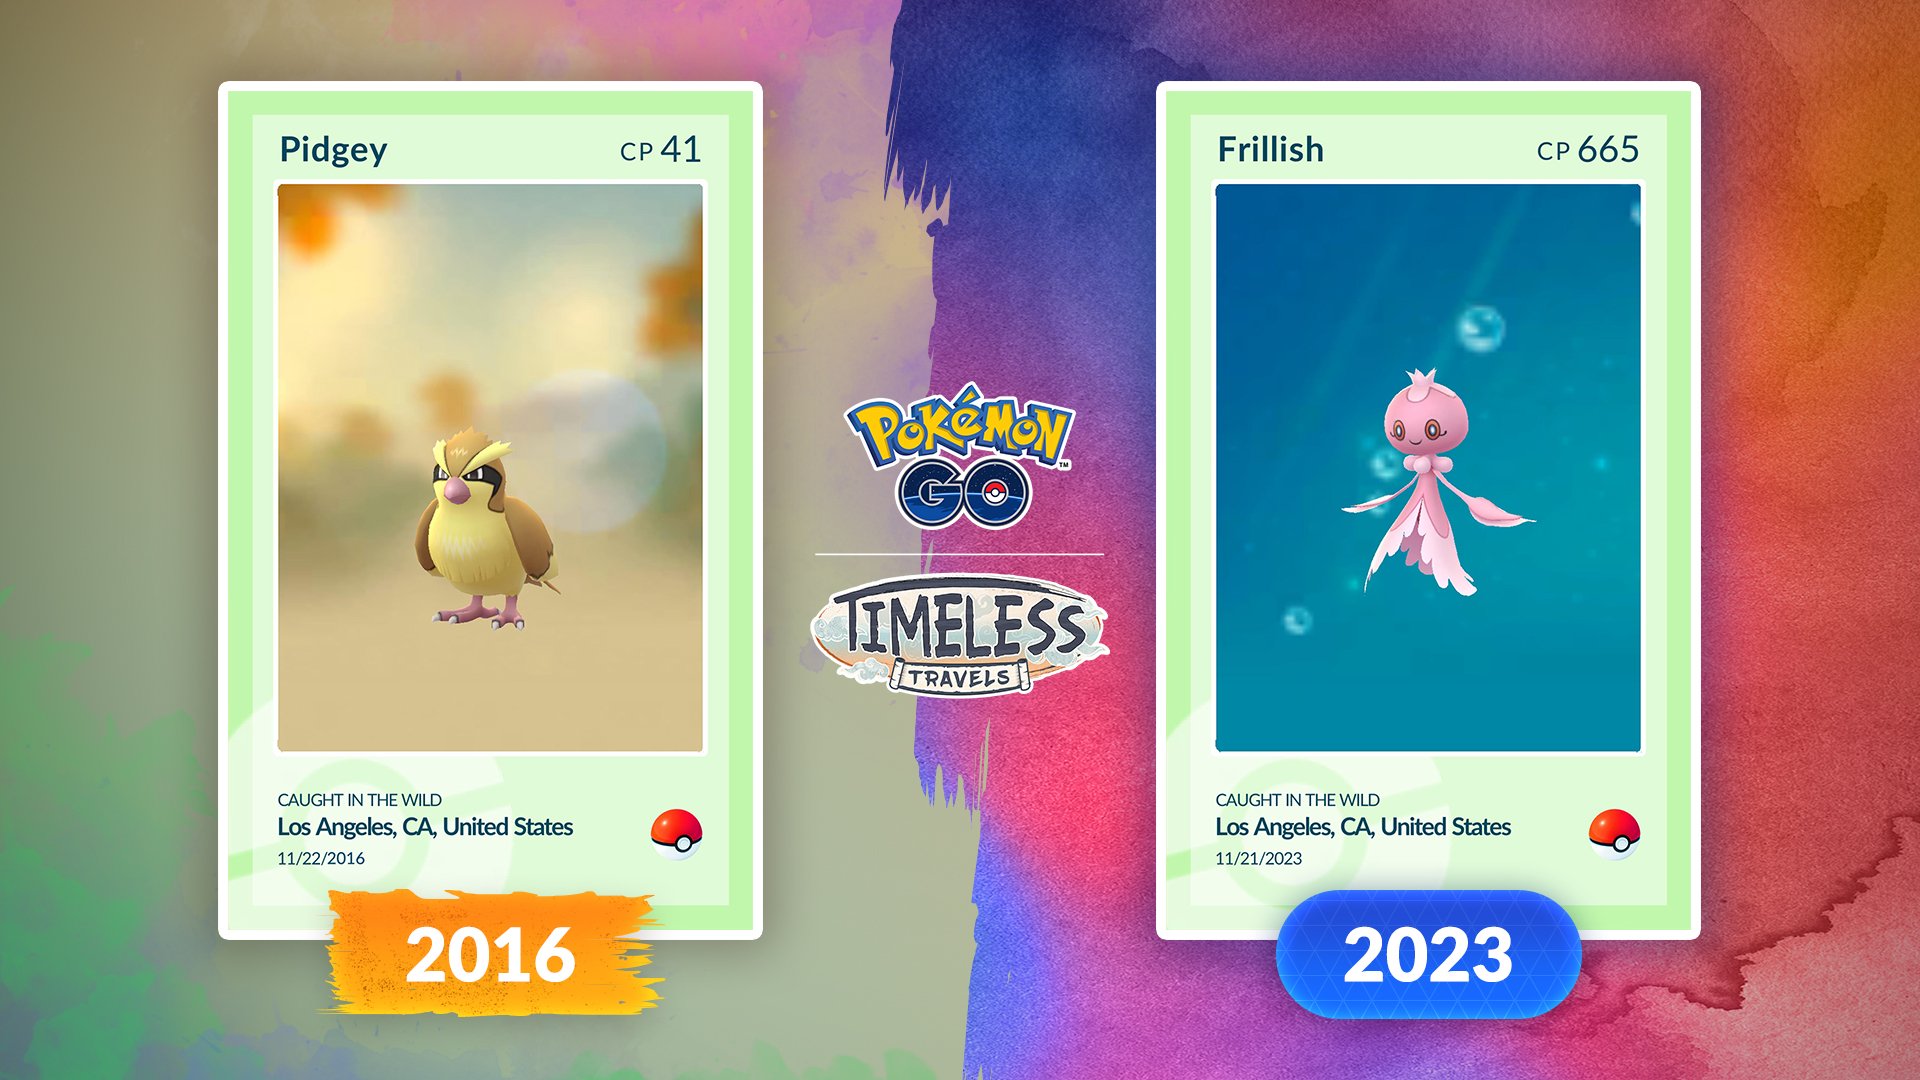 Pidgey CP 41
CAUGHT IN THE WILD
Los Angeles, CA, United States
11/22/2016
2016
POKÉMON™
GO
TIMELESS
TRAVELS
Frillish CP 665
CAUGHT IN THE WILD
Los Angeles, CA, United States
11/21/2023
2023